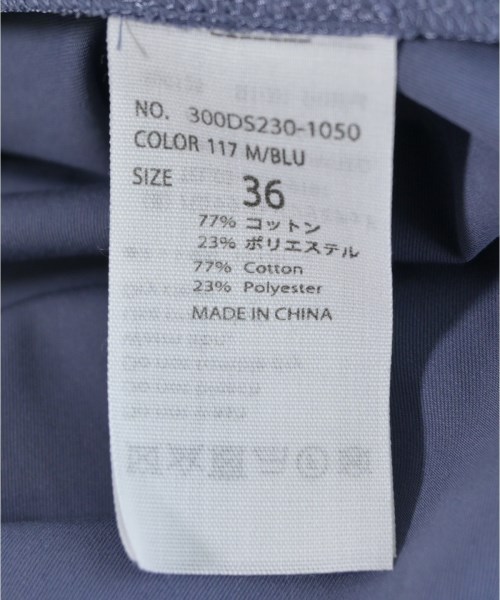 NO. 300DS230-1050
COLOR 117 M/BLU
SIZE 36
77% コットン
23% ポリエステル
77% Cotton
23% Polyester
MADE IN CHINA